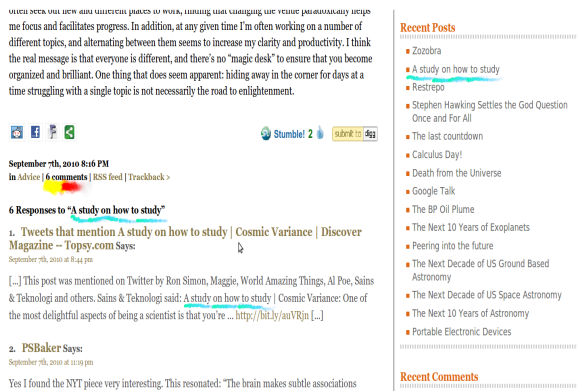 often seek out new and different places to work, finding that changing the venue paradoxically helps
me focus and facilitates progress. In addition, at any given time I'm often working on a number of
different topics, and alternating between them seems to increase my clarity and productivity. I think
the real message is that everyone is different, and there's no "magic desk" to ensure that you become
organized and brilliant. One thing that does seem apparent: hiding away in the corner for days at a
time struggling with a single topic is not necessarily the road to enlightenment.
Stumble! 2
submit to digg
September 7th, 2010 8:16 PM
in Advice | 6 comments | RSS feed | Trackback >
6 Responses to "A study on how to study"
1. Tweets that mention A study on how to study | Cosmic Variance | Discover
Magazine -- Topsy.com Says:
September 7th, 2010 at 8:44 pm
[...] This post was mentioned on Twitter by Ron Simon, Maggie, World Amazing Things, Al Poe, Sains
& Teknologi and others. Sains & Teknologi said: A study on how to study | Cosmic Variance: One of
the most delightful aspects of being a scientist is that you're ... http://bit.ly/auVRjn [...]
2. PSBaker Says:
September 7th, 2010 at 11:19 pm
Yes I found the NYT piece very interesting. This resonated: "The brain makes subtle associations
Recent Posts
Zozobra
A study on how to study
Restrepo
Stephen Hawking Settles the God Question
Once and For All
The last countdown
Calculus Day!
Death from the Universe
Google Talk
The BP Oil Plume
The Next 10 Years of Exoplanets
Peering into the future
The Next Decade of US Ground Based
Astronomy
The Next Decade of US Space Astronomy
The Next 10 Years of Astronomy
Portable Electronic Devices
Recent Comments